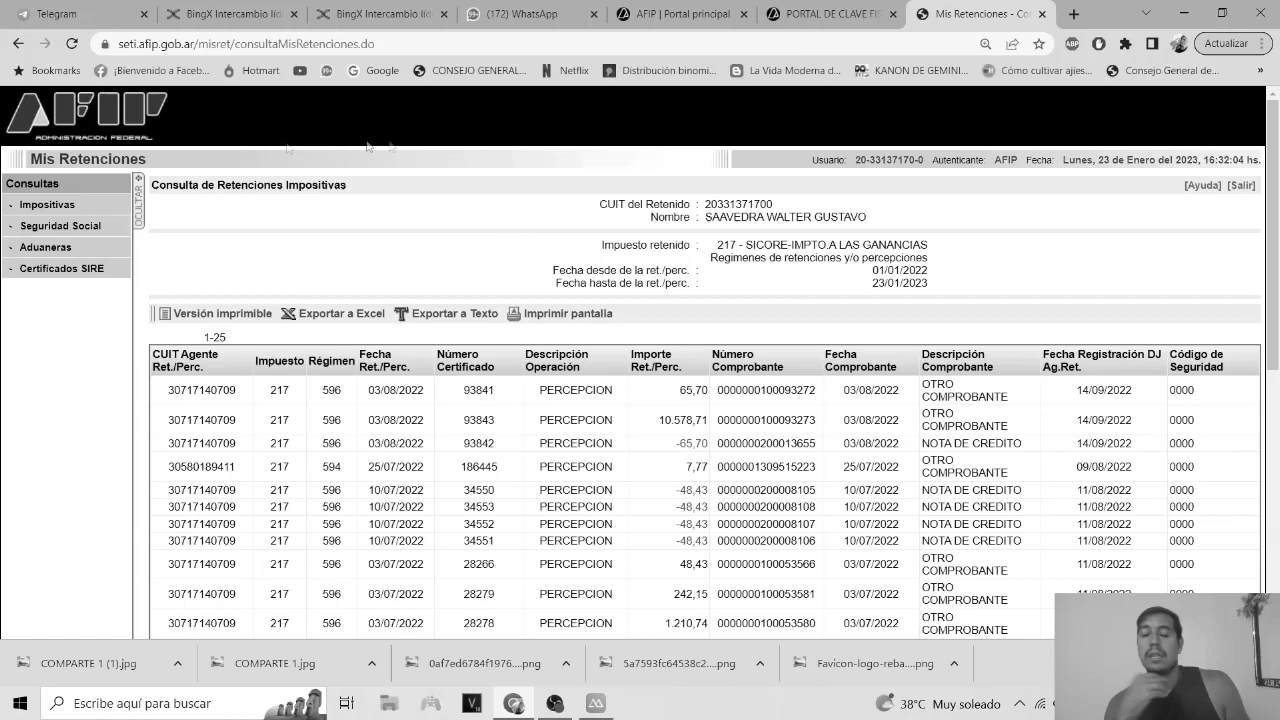 Telegram
BingX Intercambio líd
BingX Intercambio líd
(172) WhatsApp
AFIP | Portal principal
PORTAL DE CLAVE FIS
Mis Retenciones - Co
seti.afip.gob.ar/misret/consultaMisRetenciones.do
ABP
Actualizar
Bookmarks
¡Bienvenido a Faceb...
Hotmart
99+
Google
CONSEJO GENERAL...
Netflix
Distribución binomi...
La Vida Moderna d...
KANON DE GEMINI...
Cómo cultivar ajíes...
Consejo General de...
»
AFIP
ADMINISTRACION FEDERAL
Mis Retenciones
Usuario: 20-33137170-0 Autenticante: AFIP Fecha: Lunes, 23 de Enero del 2023, 16:32:04 hs.
Consultas
Impositivas
Seguridad Social
Aduaneras
Certificados SIRE
OCULTAR
Consulta de Retenciones Impositivas
[Ayuda] [Salir]
CUIT del Retenido : 20331371700
Nombre : SAAVEDRA WALTER GUSTAVO
Impuesto retenido : 217 - SICORE-IMPTO.A LAS GANANCIAS
Regimenes de retenciones y/o percepciones
Fecha desde de la ret./perc. : 01/01/2022
Fecha hasta de la ret./perc. : 23/01/2023
Versión imprimible Exportar a Excel Exportar a Texto Imprimir pantalla
1-25
CUIT Agente Ret./Perc. Impuesto Régimen Fecha Ret./Perc. Número Certificado Descripción Operación Importe Ret./Perc. Número Comprobante Fecha Comprobante Descripción Comprobante Fecha Registración DJ Ag.Ret. Código de Seguridad
30717140709 217 596 03/08/2022 93841 PERCEPCION 65,70 0000000100093272 03/08/2022 OTRO COMPROBANTE 14/09/2022 0000
30717140709 217 596 03/08/2022 93843 PERCEPCION 10.578,71 0000000100093273 03/08/2022 OTRO COMPROBANTE 14/09/2022 0000
30717140709 217 596 03/08/2022 93842 PERCEPCION -65,70 0000000200013655 03/08/2022 NOTA DE CREDITO 14/09/2022 0000
30580189411 217 594 25/07/2022 186445 PERCEPCION 7,77 0000001309515223 25/07/2022 OTRO COMPROBANTE 09/08/2022 0000
30717140709 217 596 10/07/2022 34550 PERCEPCION -48,43 0000000200008105 10/07/2022 NOTA DE CREDITO 11/08/2022 0000
30717140709 217 596 10/07/2022 34553 PERCEPCION -48,43 0000000200008108 10/07/2022 NOTA DE CREDITO 11/08/2022 0000
30717140709 217 596 10/07/2022 34552 PERCEPCION -48,43 0000000200008107 10/07/2022 NOTA DE CREDITO 11/08/2022 0000
30717140709 217 596 10/07/2022 34551 PERCEPCION -48,43 0000000200008106 10/07/2022 NOTA DE CREDITO 11/08/2022 0000
30717140709 217 596 03/07/2022 28266 PERCEPCION 48,43 0000000100053566 03/07/2022 OTRO COMPROBANTE 11/08/2022 0000
30717140709 217 596 03/07/2022 28279 PERCEPCION 242,15 0000000100053581 03/07/2022 OTRO COMPROBANTE
30717140709 217 596 03/07/2022 28278 PERCEPCION 1.210,74 0000000100053580 03/07/2022 OTRO COMPROBANTE
COMPARTE 1 (1).jpg
COMPARTE 1.jpg
0af7ed6784f1976....png
5a7593fc64538c2....png
Favicon-logo-reba....png
Escribe aquí para buscar
38°C Muy soleado